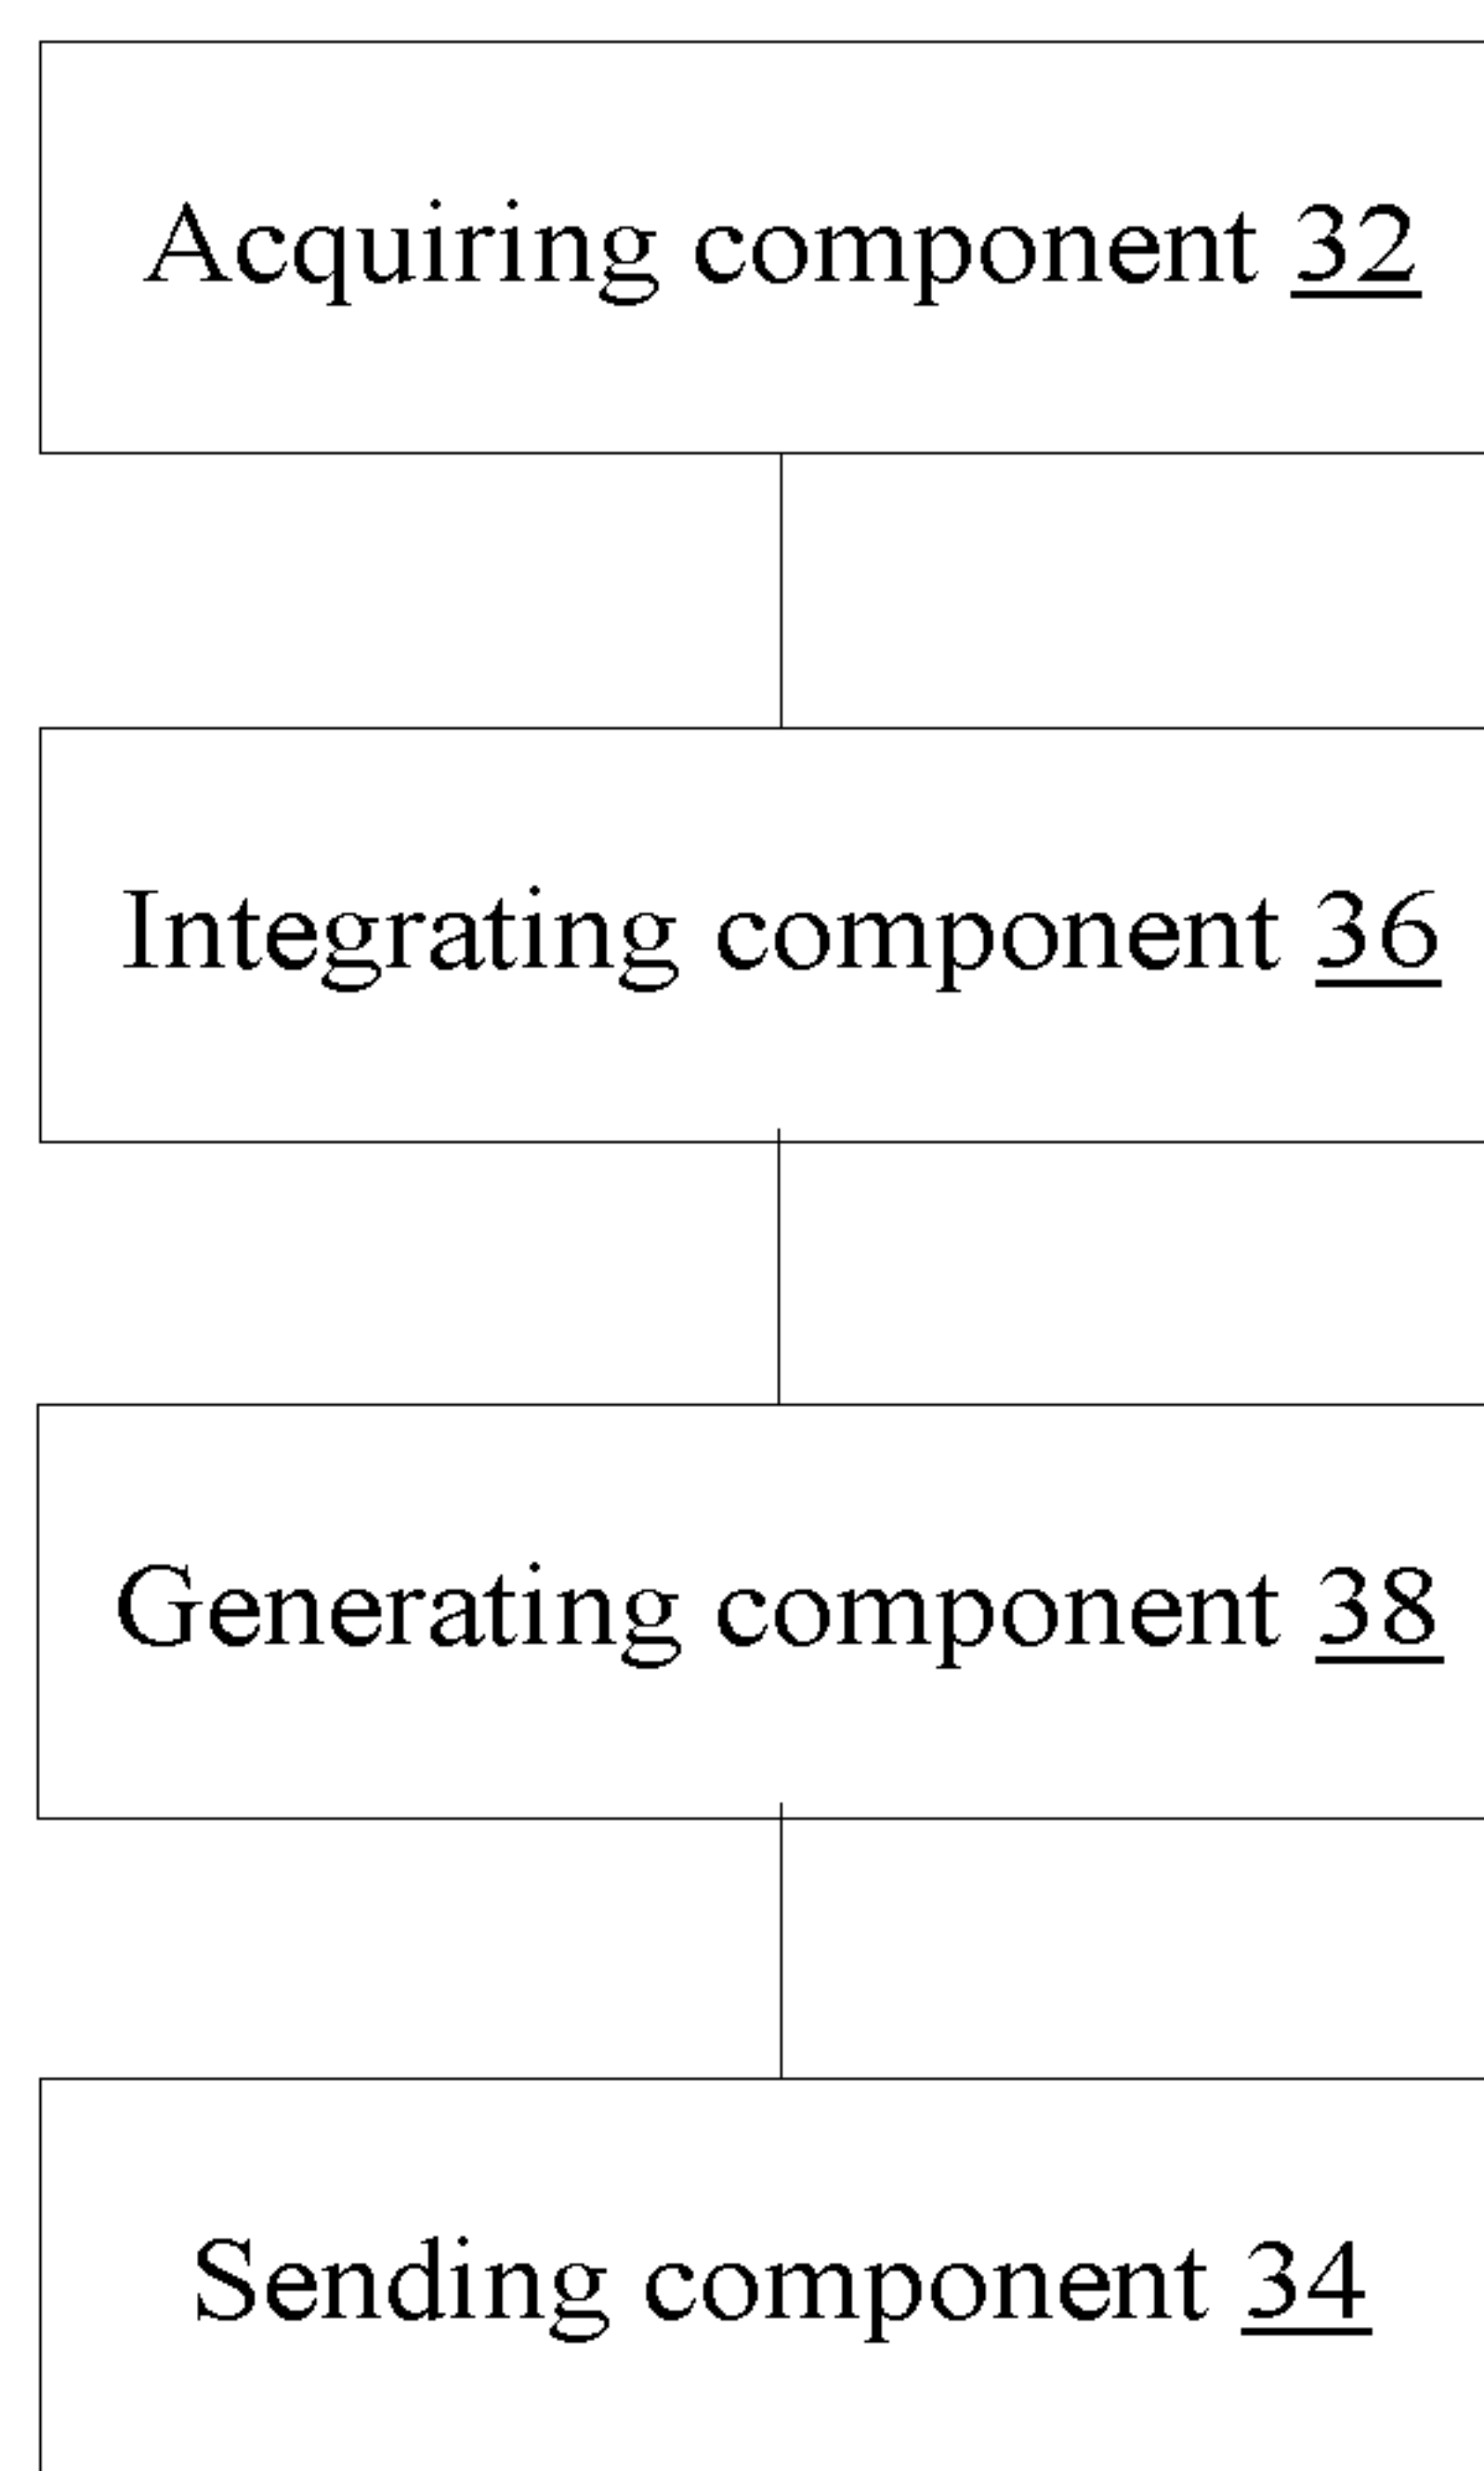 Acquiring component 32
Integrating component 36
Generating component 38
Sending component 34